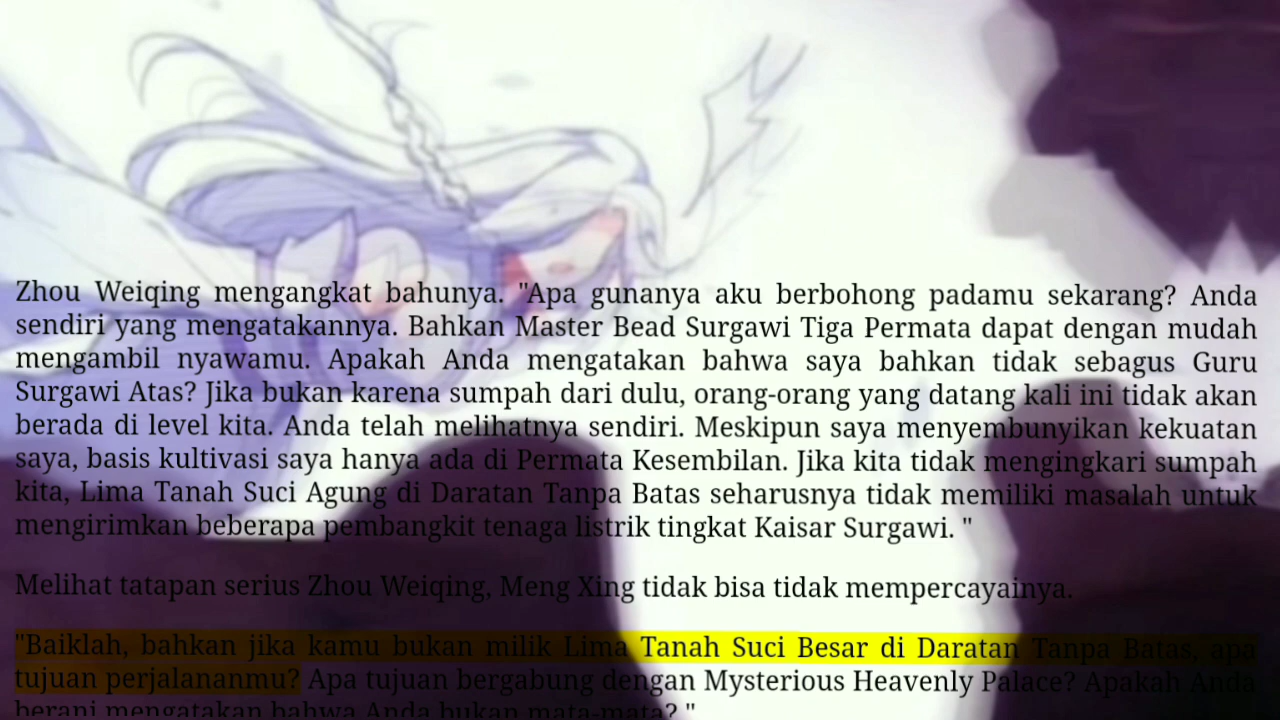 Zhou Weiqing mengangkat bahunya. "Apa gunanya aku berbohong padamu sekarang? Anda
sendiri yang mengatakannya. Bahkan Master Bead Surgawi Tiga Permata dapat dengan mudah
mengambil nyawamu. Apakah Anda mengatakan bahwa saya bahkan tidak sebagus Guru
Surgawi Atas? Jika bukan karena sumpah dari dulu, orang-orang yang datang kali ini tidak akan
berada di level kita. Anda telah melihatnya sendiri. Meskipun saya menyembunyikan kekuatan
saya, basis kultivasi saya hanya ada di Permata Kesembilan. Jika kita tidak mengingkari sumpah
kita, Lima Tanah Suci Agung di Daratan Tanpa Batas seharusnya tidak memiliki masalah untuk
mengirimkan beberapa pembangkit tenaga listrik tingkat Kaisar Surgawi. "
Melihat tatapan serius Zhou Weiqing, Meng Xing tidak bisa tidak mempercayainya.
"Baiklah, bahkan jika kamu bukan milik Lima Tanah Suci Besar di Daratan Tanpa Batas, apa
tujuan perjalananmu? Apa tujuan bergabung dengan Mysterious Heavenly Palace? Apakah Anda
berani mengatakan bahwa Anda bukan mata-mata? "